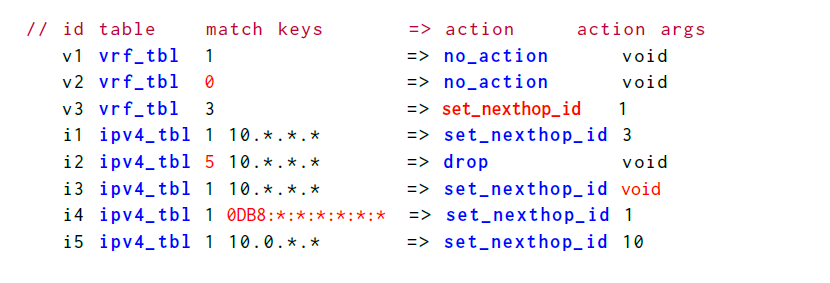 // id table match keys => action action args
v1 vrf_tbl 1 => no_action void
v2 vrf_tbl 0 => no_action void
v3 vrf_tbl 3 => set_nexthop_id 1
i1 ipv4_tbl 1 10.*.*.* => set_nexthop_id 3
i2 ipv4_tbl 5 10.*.*.* => drop void
i3 ipv4_tbl 1 10.*.*.* => set_nexthop_id void
i4 ipv4_tbl 1 0DB8:*:*:*:*:*:* => set_nexthop_id 1
i5 ipv4_tbl 1 10.0.*.* => set_nexthop_id 10